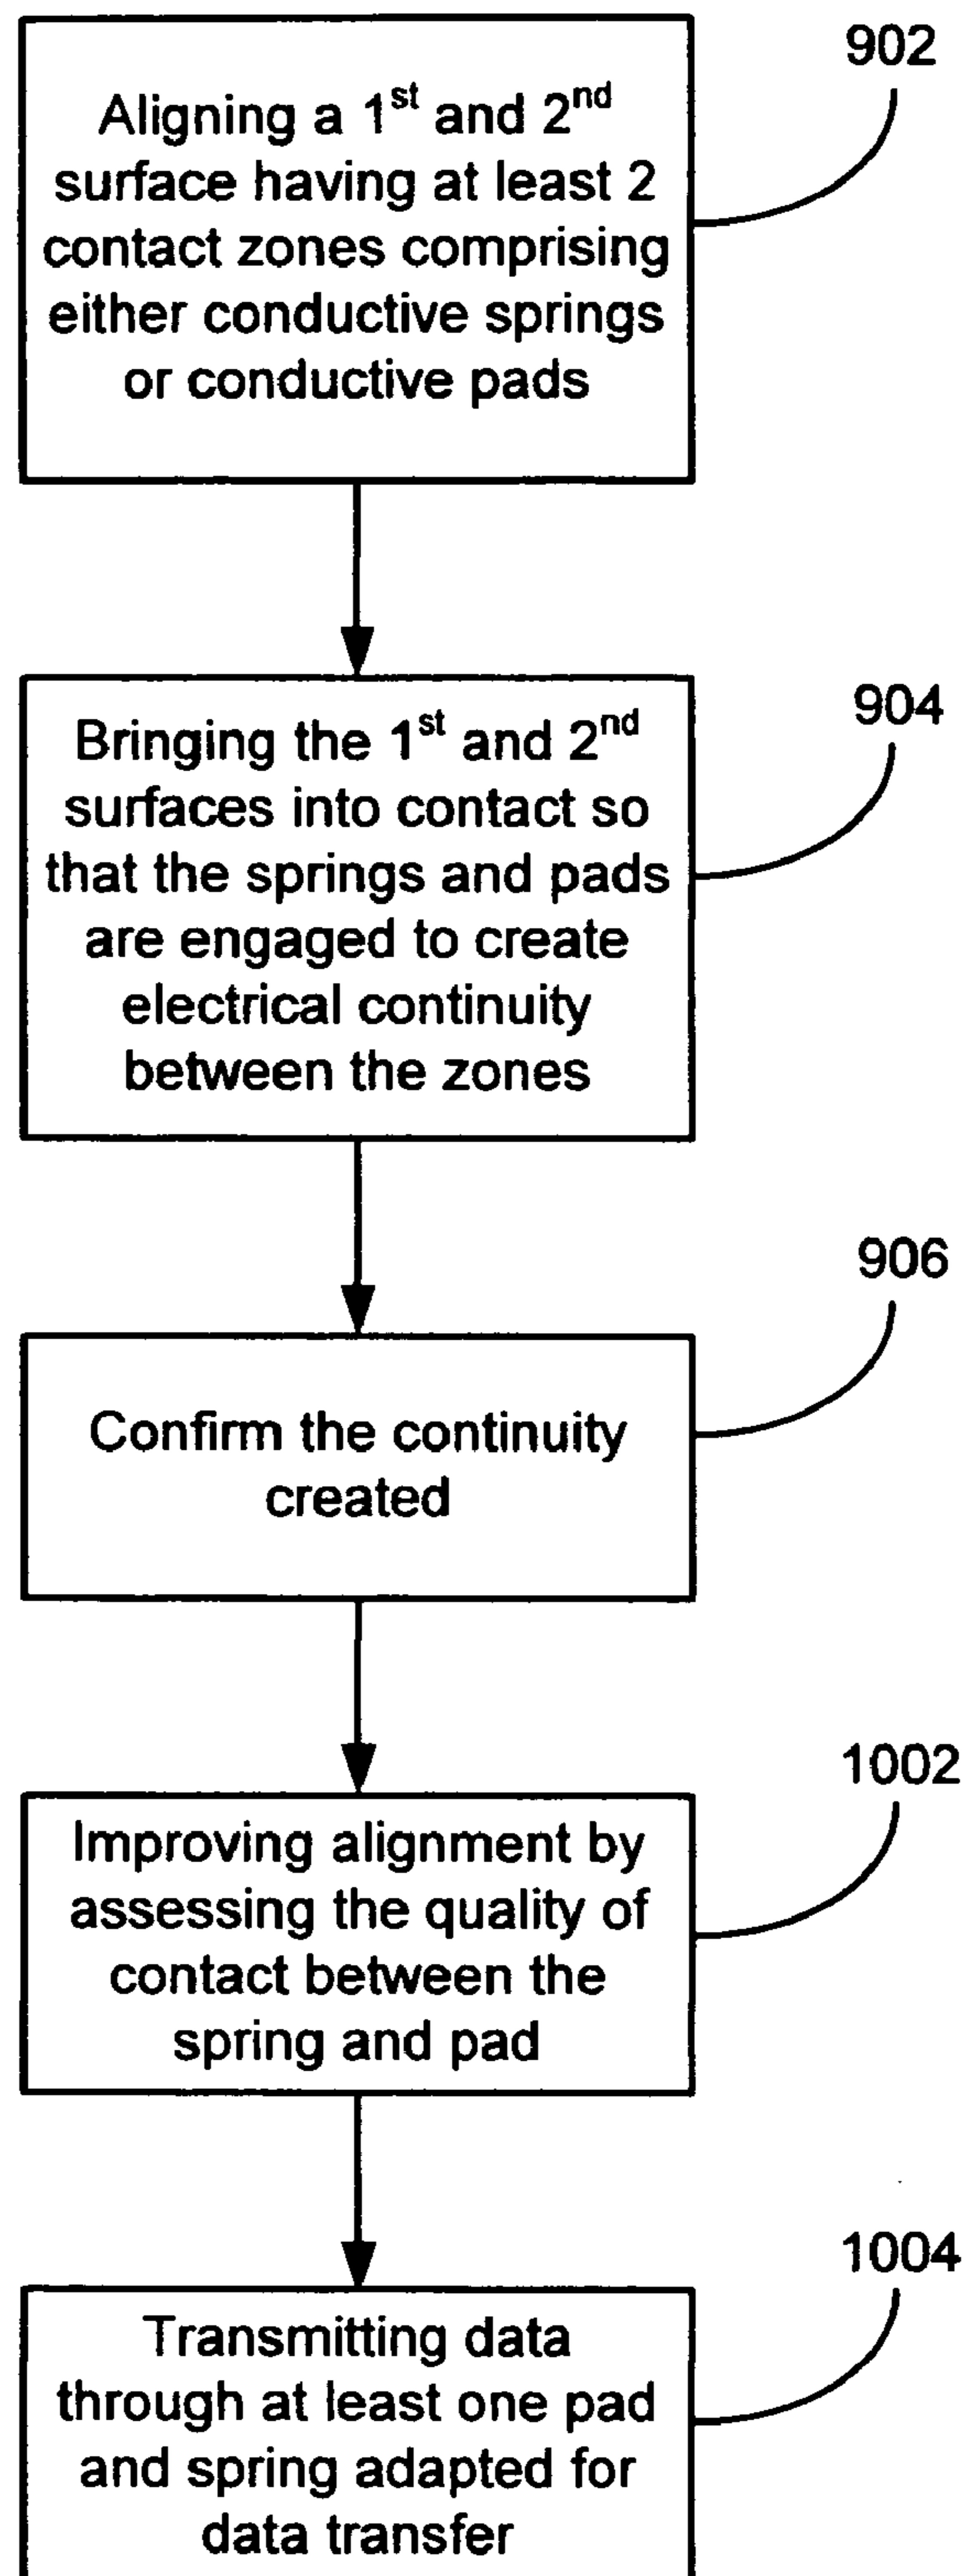 902
Aligning a 1st and 2nd
surface having at least 2
contact zones comprising
either conductive springs
or conductive pads
904
Bringing the 1st and 2nd
surfaces into contact so
that the springs and pads
are engaged to create
electrical continuity
between the zones
906
Confirm the continuity
created
1002
Improving alignment by
assessing the quality of
contact between the
spring and pad
1004
Transmitting data
through at least one pad
and spring adapted for
data transfer